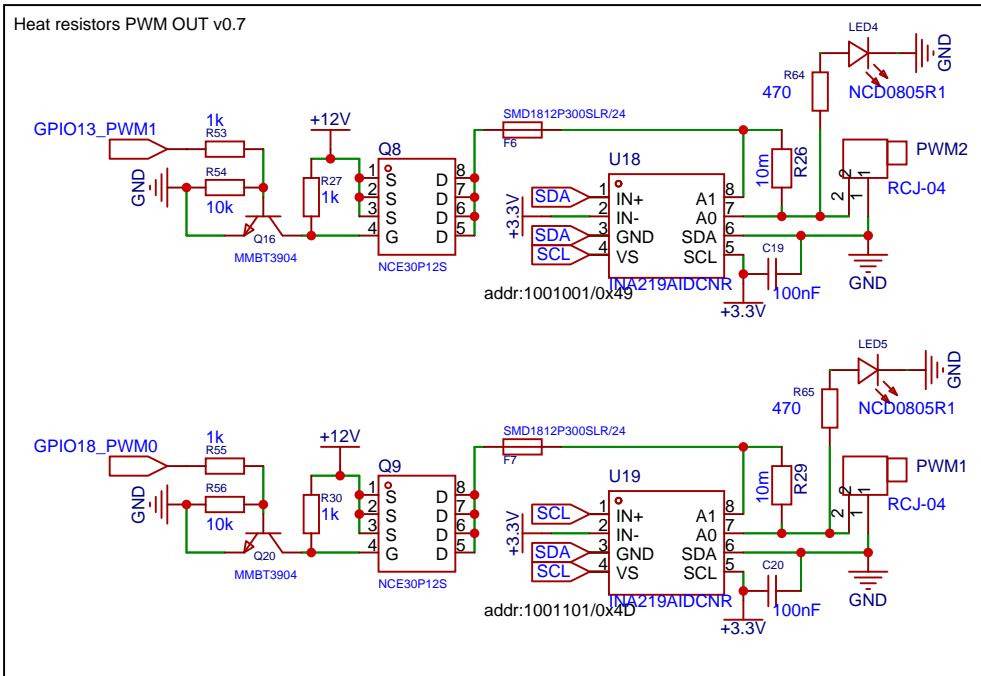 Heat resistors PWM OUT v0.7
GPIO13_PWM1
1k
R53
R54
10k
GND
Q16
MMBT3904
+12V
R27
1k
Q8
1 S D 8
2 S D 7
3 S D 6
4 G D 5
NCE30P12S
SMD1812P300SLR/24
F6
U18
SDA 1 IN+ A1 8
+3.3V 2 IN- A0 7
SDA 3 GND SDA 6
SCL 4 VS SCL 5
INA219AIDCNR
addr:1001001/0x49
10m
R26
C19
100nF
+3.3V
R64
470
LED4
NCD0805R1
GND
PWM2
RCJ-04
2 1
2 1
GND
GPIO18_PWM0
1k
R55
R56
10k
GND
Q20
MMBT3904
+12V
R30
1k
Q9
1 S D 8
2 S D 7
3 S D 6
4 G D 5
NCE30P12S
SMD1812P300SLR/24
F7
U19
SCL 1 IN+ A1 8
+3.3V 2 IN- A0 7
SDA 3 GND SDA 6
SCL 4 VS SCL 5
INA219AIDCNR
addr:1001101/0x4D
10m
R29
C20
100nF
+3.3V
R65
470
LED5
NCD0805R1
GND
PWM1
RCJ-04
2 1
2 1
GND